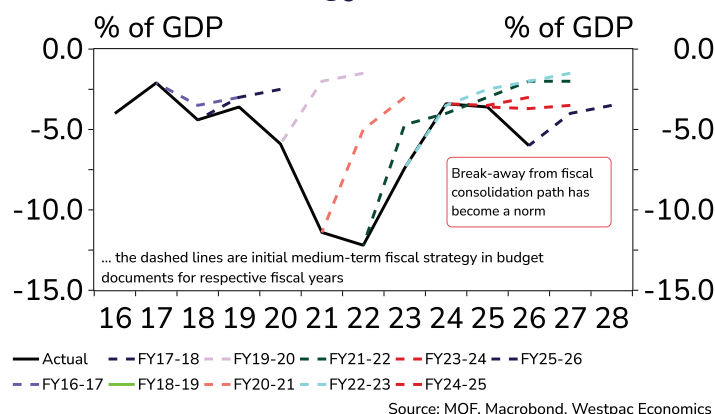 % of GDP % of GDP
0.0 0.0
-5.0 -5.0
Break-away from fiscal
consolidation path has
become a norm
-10.0 -10.0
... the dashed lines are initial medium-term fiscal strategy in budget
documents for respective fiscal years
-15.0 -15.0
16 17 18 19 20 21 22 23 24 25 26 27 28
Actual FY17-18 FY19-20 FY21-22 FY23-24 FY25-26
FY16-17 FY18-19 FY20-21 FY22-23 FY24-25
Source: MOF, Macrobond, Westpac Economics